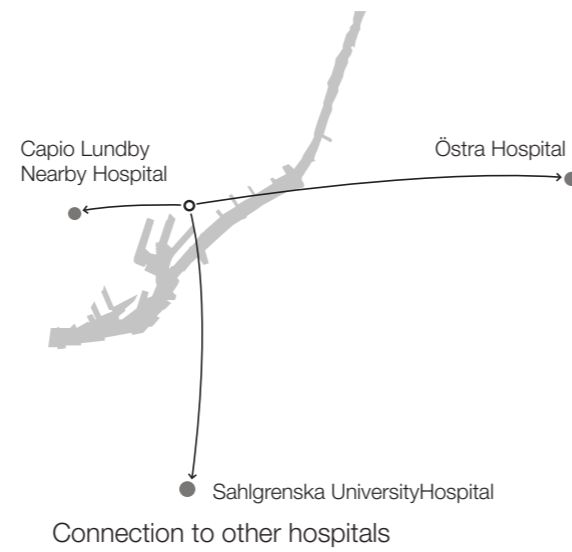 Capio Lundby
Nearby Hospital
Östra Hospital
Sahlgrenska UniversityHospital
Connection to other hospitals